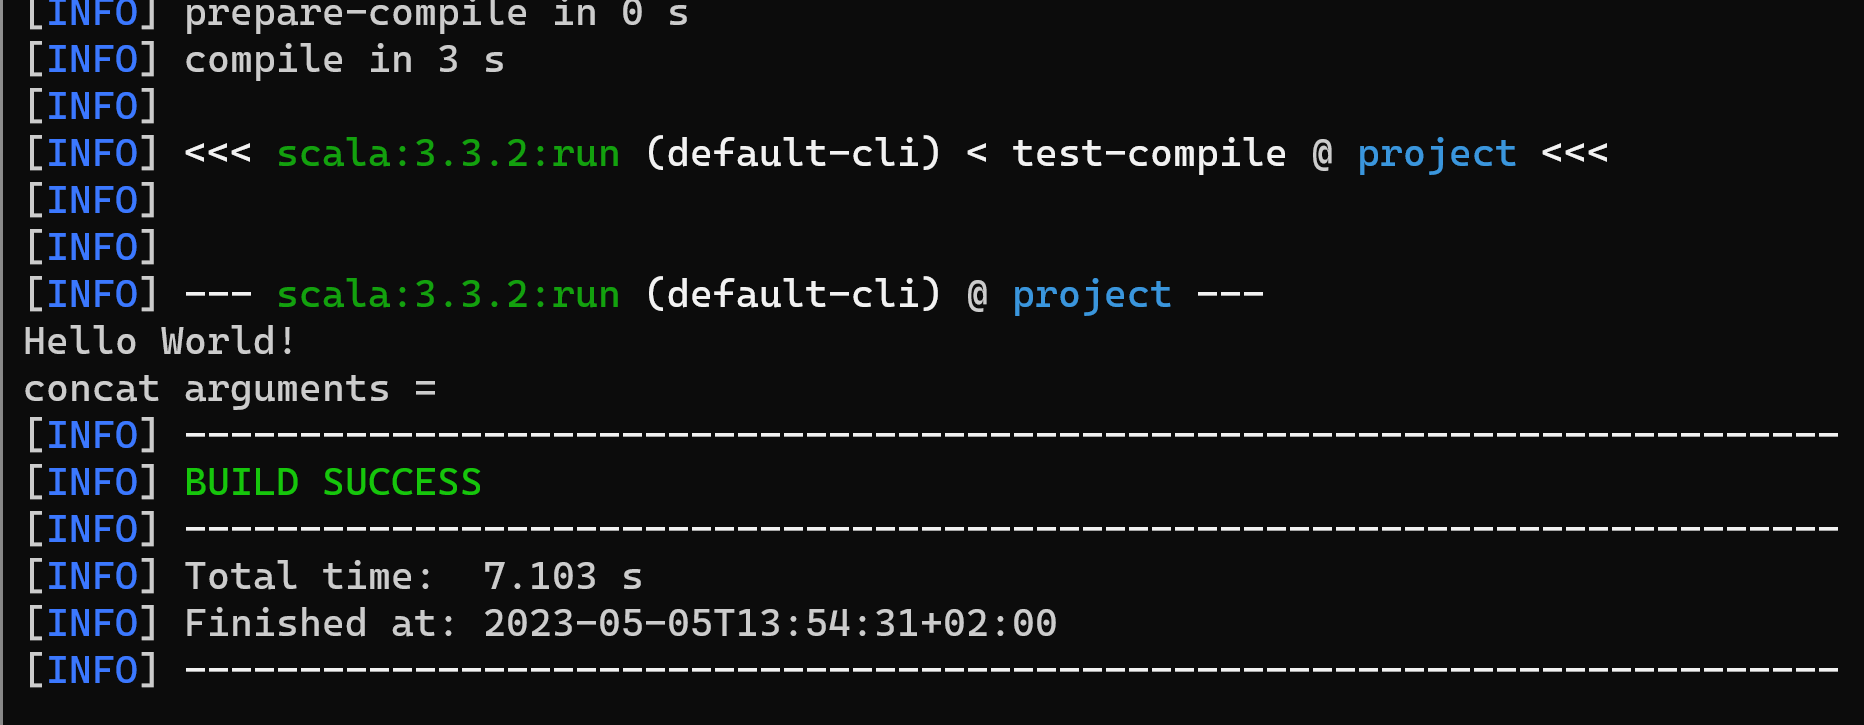 [INFO] prepare-compile in 0 s
[INFO] compile in 3 s
[INFO]
[INFO] <<< scala:3.3.2:run (default-cli) < test-compile @ project <<<
[INFO]
[INFO]
[INFO] --- scala:3.3.2:run (default-cli) @ project ---
Hello World!
concat arguments =
[INFO] ------------------------------------------------------------------------
[INFO] BUILD SUCCESS
[INFO] ------------------------------------------------------------------------
[INFO] Total time:  7.103 s
[INFO] Finished at: 2023-05-05T13:54:31+02:00
[INFO] ------------------------------------------------------------------------